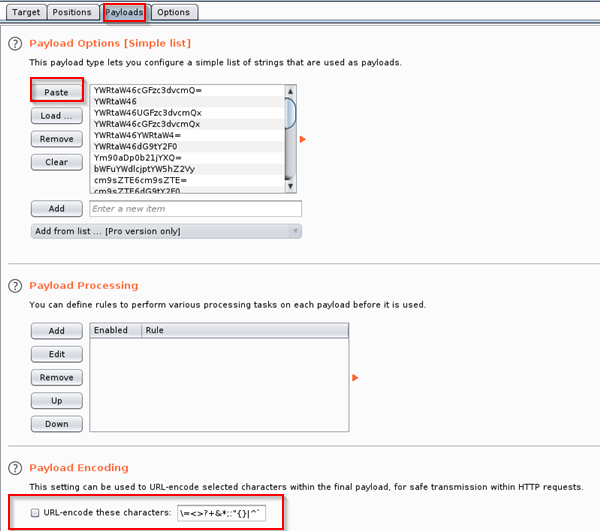 Target Positions Payloads Options
? Payload Options [Simple list]
This payload type lets you configure a simple list of strings that are used as payloads.
Paste
Load ...
Remove
Clear
YWRtaW46cGFzc3dvcmQ=
YWRtaW46
YWRtaW46UGFzc3dvcmQx
YWRtaW46cGFzc3dvcmQx
YWRtaW46YWRtaW4=
YWRtaW46dG9tY2F0
Ym90aDp0b21jYXQ=
bWFuYWdlcjptYW5hZ2Vy
cm9sZTE6cm9sZTE=
cm9sZTE6dG9tY2F0
Add Enter a new item
Add from list ... [Pro version only]
? Payload Processing
You can define rules to perform various processing tasks on each payload before it is used.
Add
Edit
Remove
Up
Down
Enabled Rule
? Payload Encoding
This setting can be used to URL-encode selected characters within the final payload, for safe transmission within HTTP requests.
URL-encode these characters: \=<>?+&*;:"{}|^`